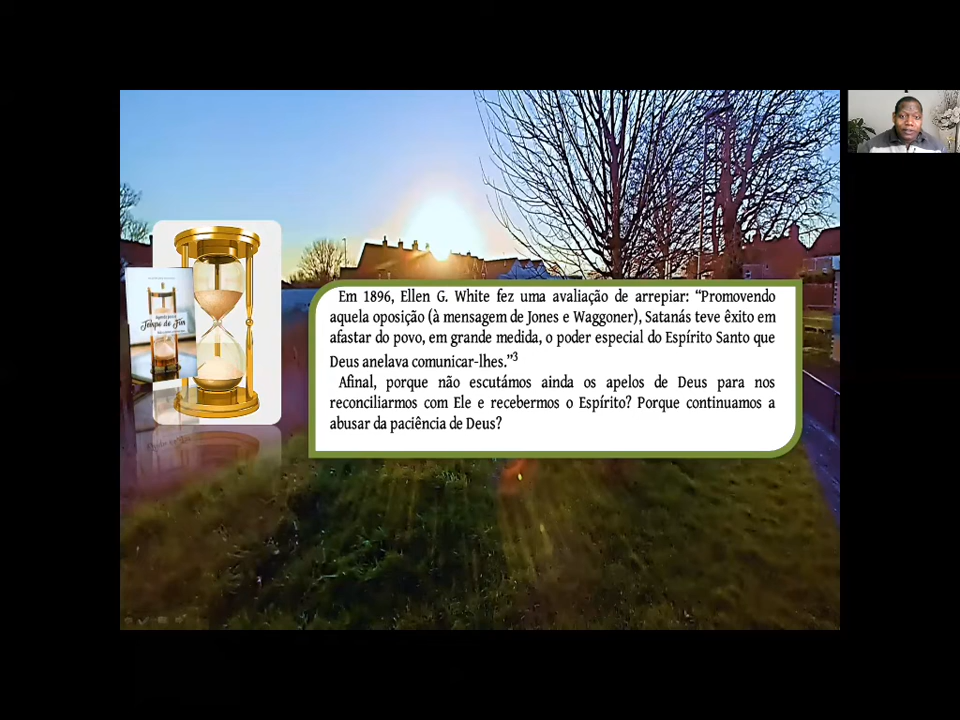 Em 1896, Ellen G. White fez uma avaliação de arrepiar: “Promovendo
aquela oposição (à mensagem de Jones e Waggoner), Satanás teve êxito em
afastar do povo, em grande medida, o poder especial do Espírito Santo que
Deus anelava comunicar-lhes.”3
Afinal, porque não escutámos ainda os apelos de Deus para nos
reconciliarmos com Ele e recebermos o Espírito? Porque continuamos a
abusar da paciência de Deus?
Tempo de Fim